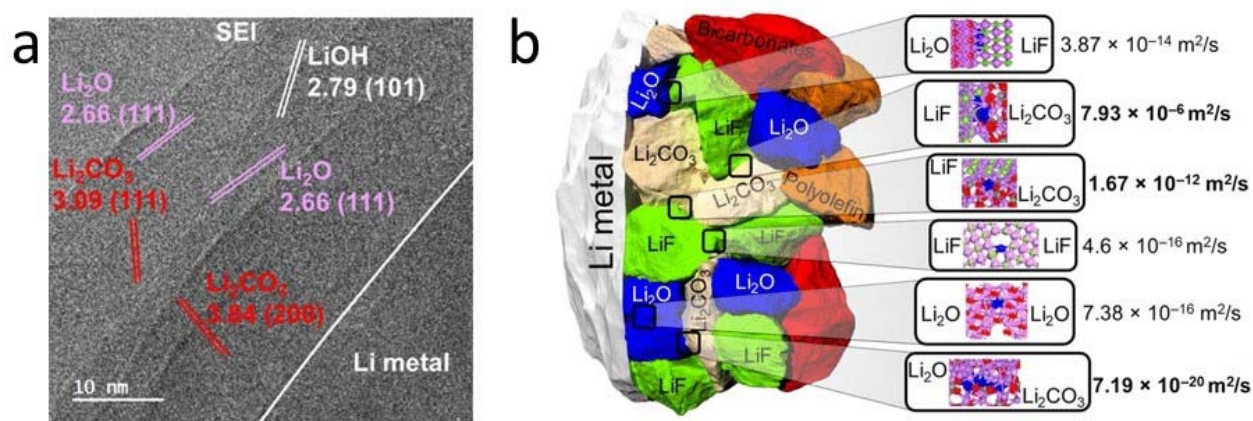 a
SEI
LiOH
2.79 (101)
Li₂O
2.66 (111)
Li₂CO₃
3.09 (111)
Li₂O
2.66 (111)
Li₂CO₃
3.84 (200)
Li metal
10 nm
b
Li metal
Bicarbonates
Li₂O
LiF
Li₂O
Li₂CO₃
Li₂CO₃
Polyolefin
LiF
LiF
Li₂O
Li₂CO₃
Li₂O
LiF
LiF
Li₂O LiF 3.87 × 10⁻¹⁴ m²/s
LiF Li₂CO₃ 7.93 × 10⁻⁶ m²/s
LiF Li₂CO₃ 1.67 × 10⁻¹² m²/s
LiF LiF 4.6 × 10⁻¹⁶ m²/s
Li₂O Li₂O 7.38 × 10⁻¹⁶ m²/s
Li₂O Li₂CO₃ 7.19 × 10⁻²⁰ m²/s